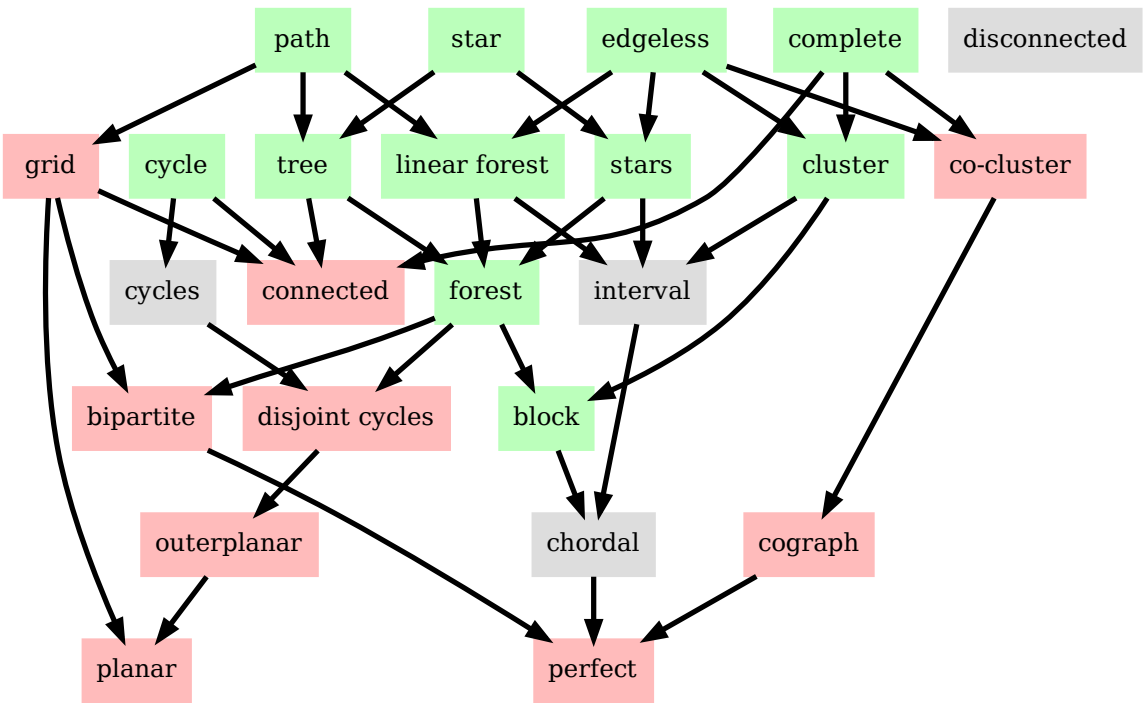 path
star
edgeless
complete
disconnected
grid
cycle
tree
linear forest
stars
cluster
co-cluster
cycles
connected
forest
interval
bipartite
disjoint cycles
block
outerplanar
chordal
cograph
planar
perfect